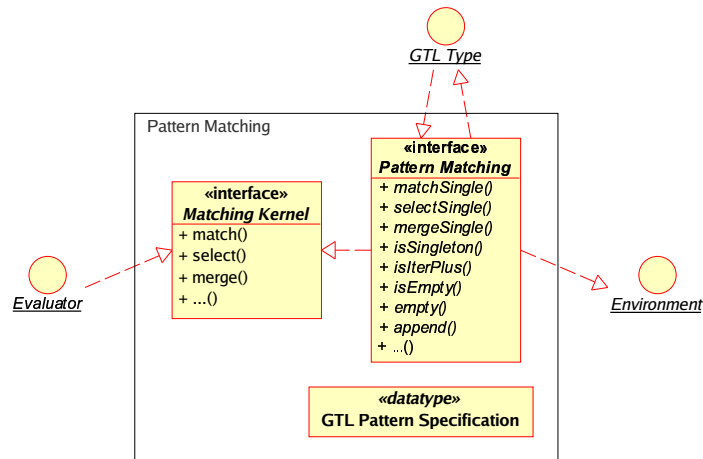 GTL Type
Pattern Matching
«interface»
Pattern Matching
+ matchSingle()
+ selectSingle()
+ mergeSingle()
+ isSingleton()
+ isIterPlus()
+ isEmpty()
+ empty()
+ append()
+ ...()
«interface»
Matching Kernel
+ match()
+ select()
+ merge()
+ ...()
Evaluator
Environment
«datatype»
GTL Pattern Specification